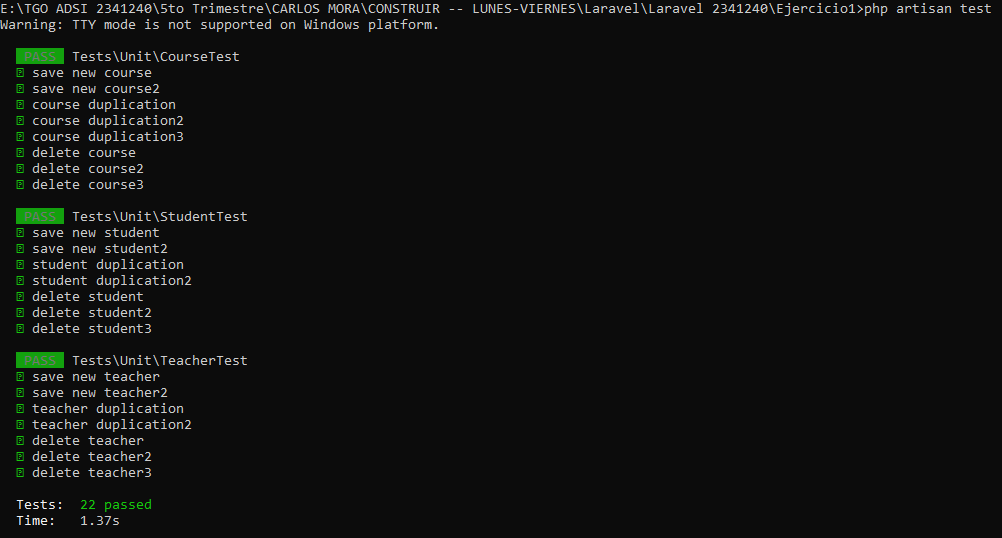 E:\TGO ADSI 2341240\5to Trimestre\CARLOS MORA\CONSTRUIR -- LUNES-VIERNES\Laravel\Laravel 2341240\Ejercicio1>php artisan test
Warning: TTY mode is not supported on Windows platform.
PASS Tests\Unit\CourseTest
save new course
save new course2
course duplication
course duplication2
course duplication3
delete course
delete course2
delete course3
PASS Tests\Unit\StudentTest
save new student
save new student2
student duplication
student duplication2
delete student
delete student2
delete student3
PASS Tests\Unit\TeacherTest
save new teacher
save new teacher2
teacher duplication
teacher duplication2
delete teacher
delete teacher2
delete teacher3
Tests: 22 passed
Time: 1.37s